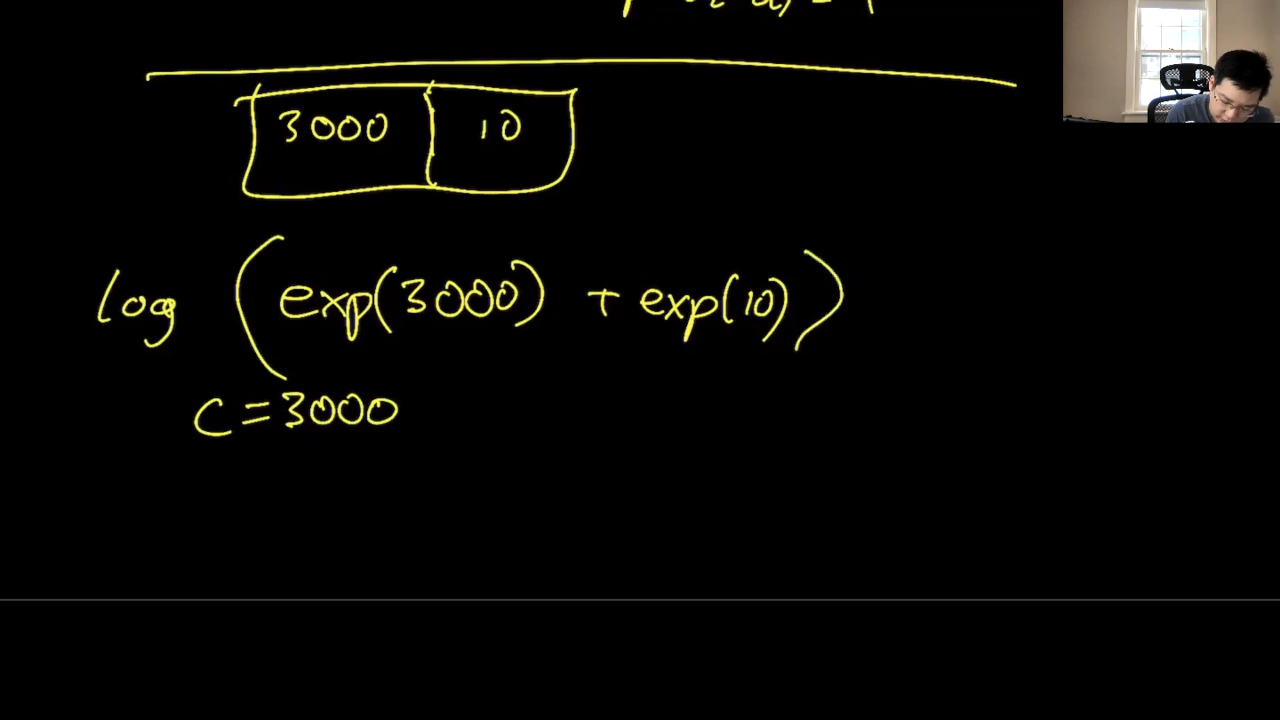 3000 10
log ( exp(3000) + exp(10) )
c = 3000